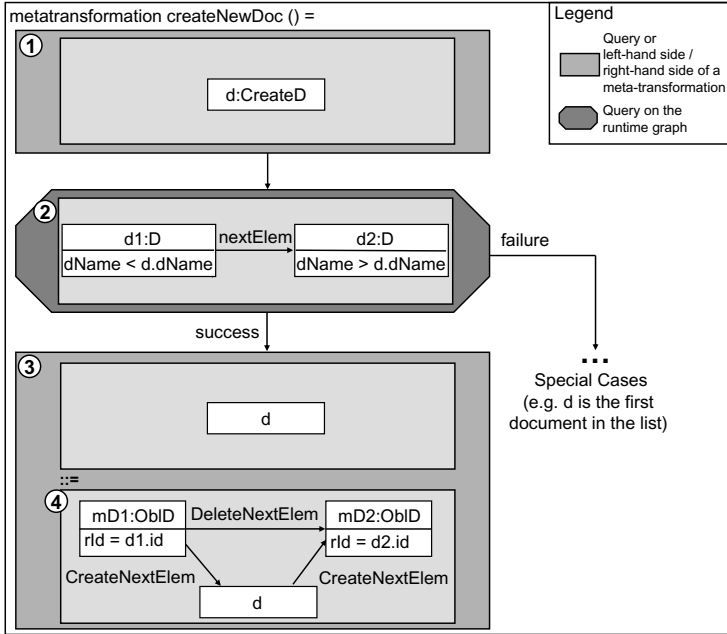 metatransformation createNewDoc () =
1
d:CreateD
2
d1:D
dName < d.dName
nextElem
d2:D
dName > d.dName
failure
success
...
Special Cases
(e.g. d is the first
document in the list)
3
d
::=
4
mD1:OblD
rId = d1.id
DeleteNextElem
mD2:OblD
rId = d2.id
CreateNextElem
CreateNextElem
d
Legend
Query or
left-hand side /
right-hand side of a
meta-transformation
Query on the
runtime graph